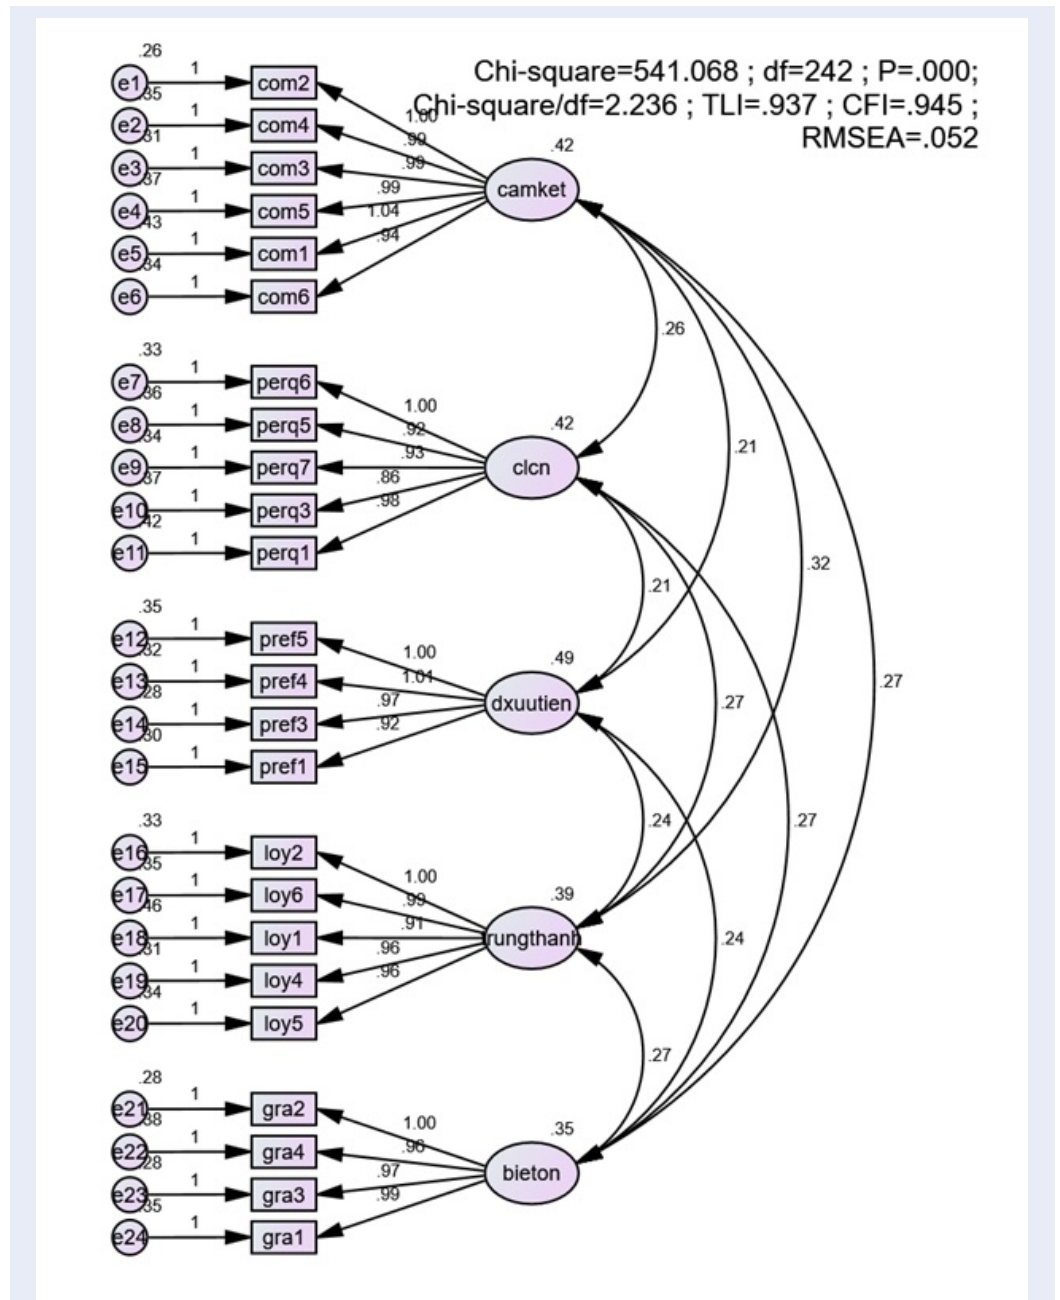 Chi-square=541.068 ; df=242 ; P=.000;
Chi-square/df=2.236 ; TLI=.937 ; CFI=.945 ;
RMSEA=.052
.26
e1 1 com2
.35
e2 1 com4
.31
e3 1 com3
.37
e4 1 com5
.43
e5 1 com1
.34
e6 1 com6
1.00
.99
.99
.99
1.04
.94
.42
camket
.33
e7 1 perq6
.36
e8 1 perq5
.34
e9 1 perq7
.37
e10 1 perq3
.42
e11 1 perq1
1.00
.92
.93
.86
.98
.42
clcn
.35
e12 1 pref5
.32
e13 1 pref4
.28
e14 1 pref3
.30
e15 1 pref1
1.00
1.01
.97
.92
.49
dxuutien
.33
e16 1 loy2
.35
e17 1 loy6
.46
e18 1 loy1
.31
e19 1 loy4
.34
e20 1 loy5
1.00
.99
.91
.96
.96
.39
rungthanh
.28
e21 1 gra2
.38
e22 1 gra4
.28
e23 1 gra3
.35
e24 1 gra1
1.00
.96
.97
.99
.35
bieton
.26
.21
.32
.21
.27
.27
.24
.27
.24
.27